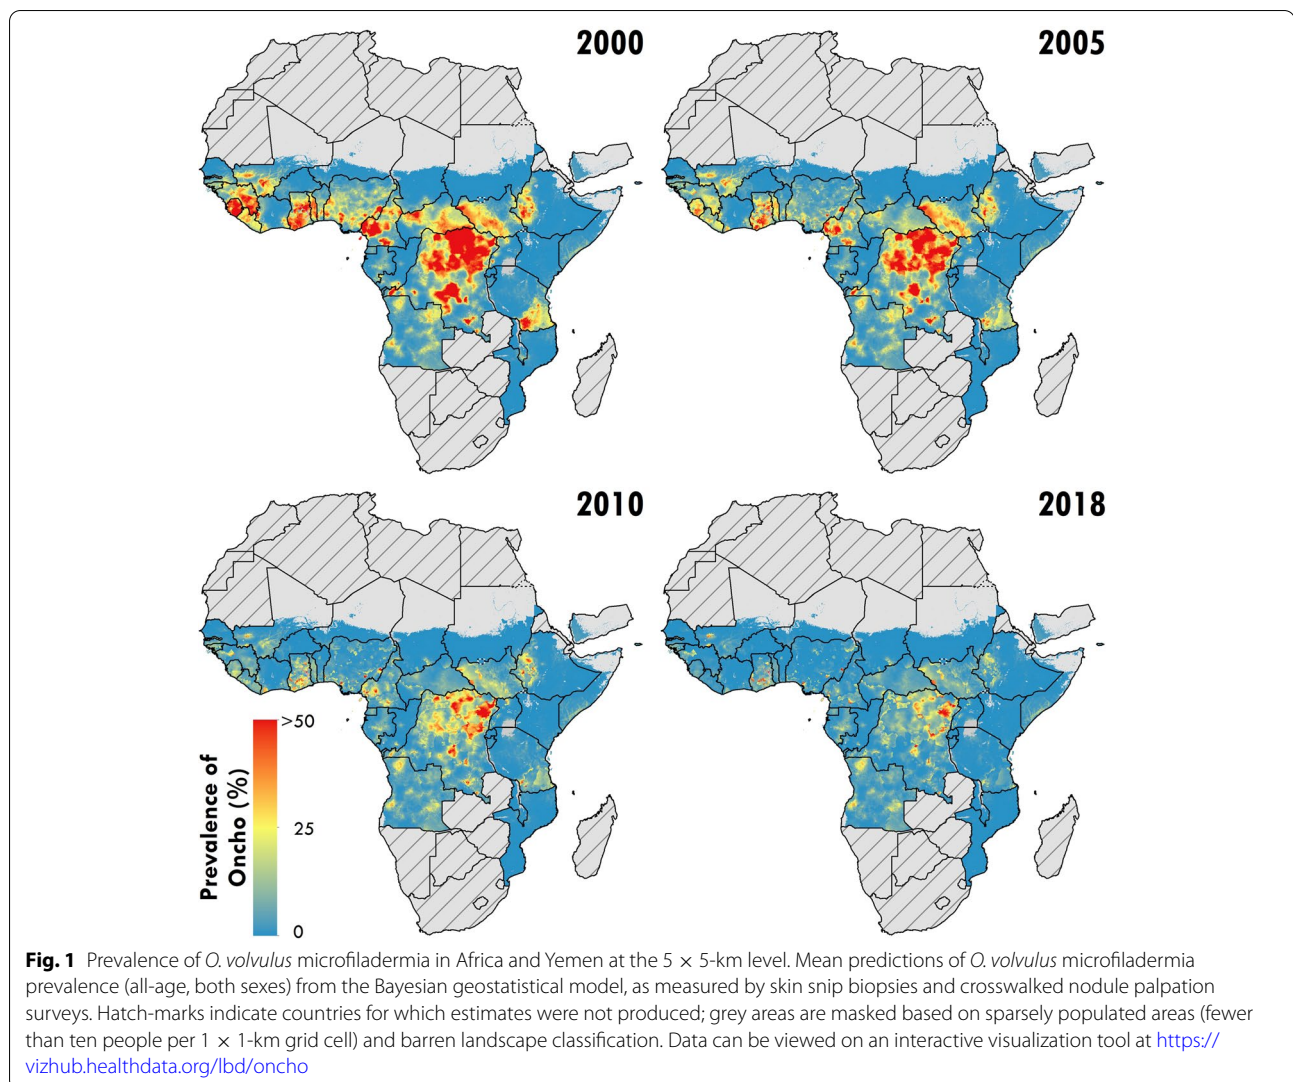 2000
2005
2010
2018
Prevalence of
Oncho (%)
>50
25
0
Fig. 1 Prevalence of O. volvulus microfiladermia in Africa and Yemen at the 5 × 5-km level. Mean predictions of O. volvulus microfiladermia
prevalence (all-age, both sexes) from the Bayesian geostatistical model, as measured by skin snip biopsies and crosswalked nodule palpation
surveys. Hatch-marks indicate countries for which estimates were not produced; grey areas are masked based on sparsely populated areas (fewer
than ten people per 1 × 1-km grid cell) and barren landscape classification. Data can be viewed on an interactive visualization tool at https://
vizhub.healthdata.org/lbd/oncho